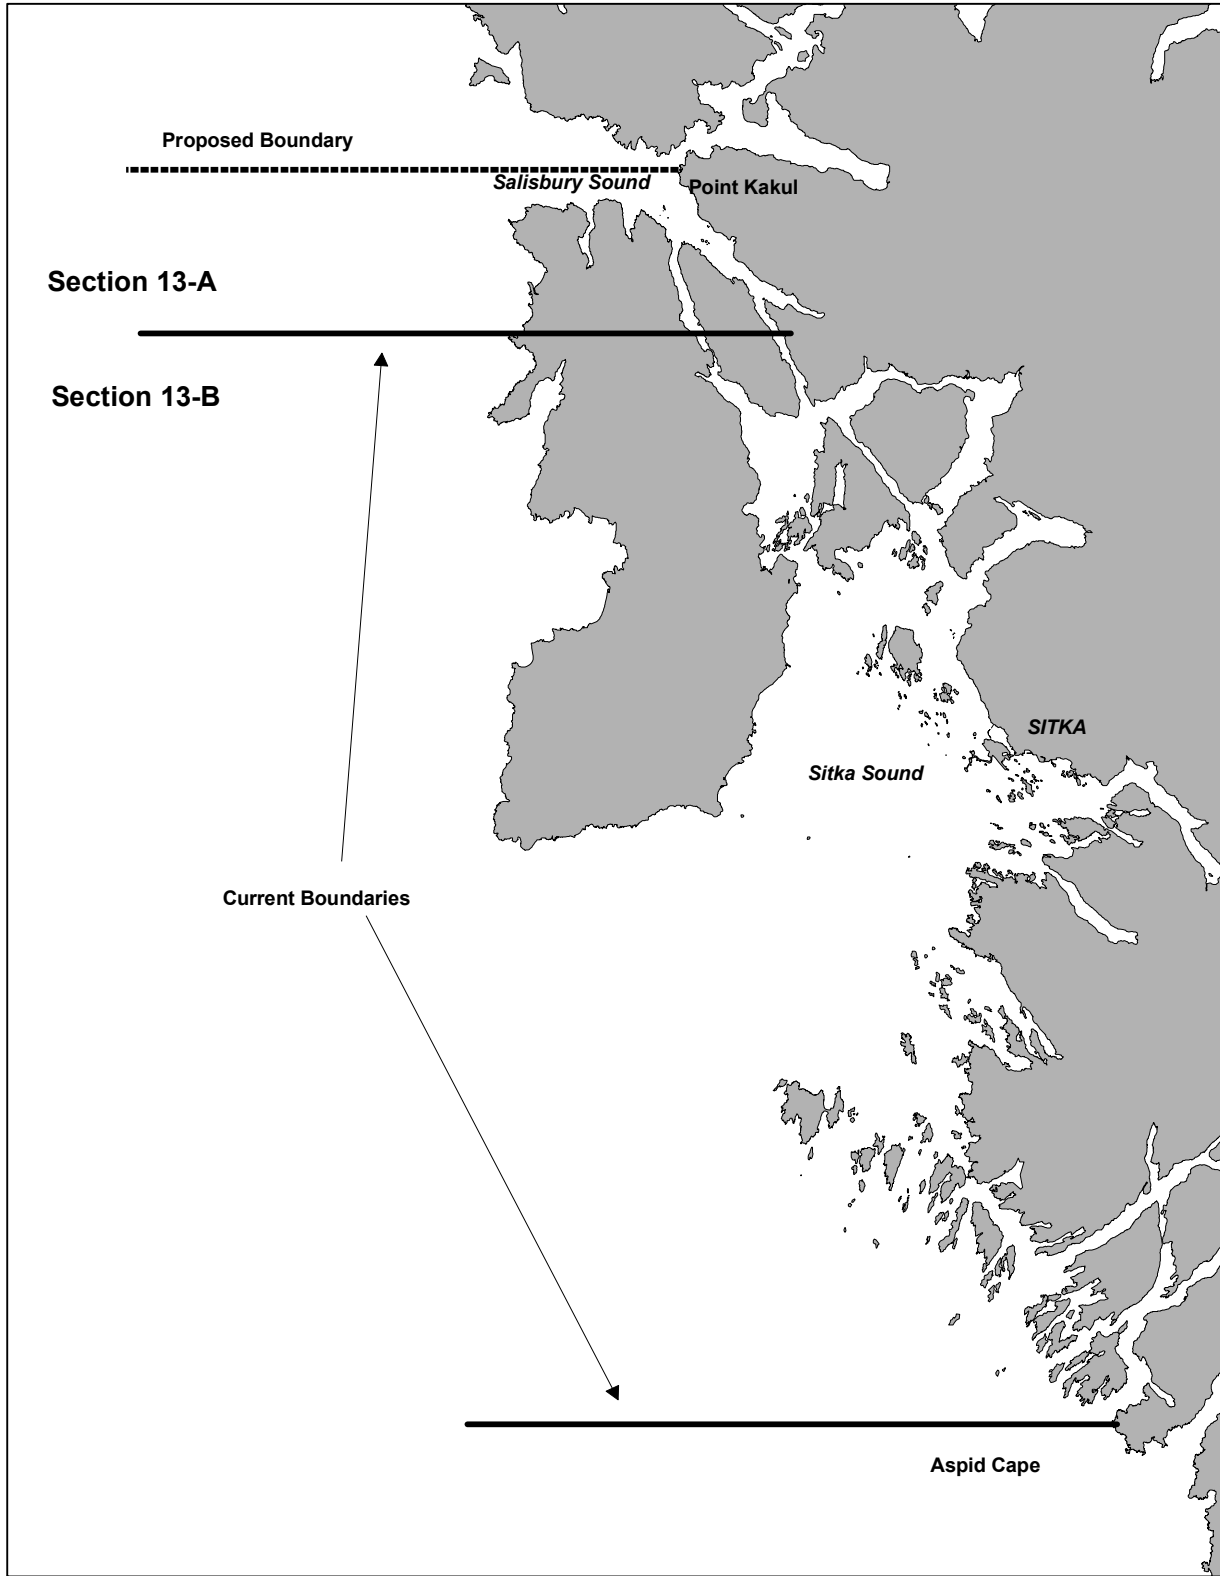 Proposed Boundary
Salisbury Sound
Point Kakul
Section 13-A
Section 13-B
SITKA
Sitka Sound
Current Boundaries
Aspid Cape